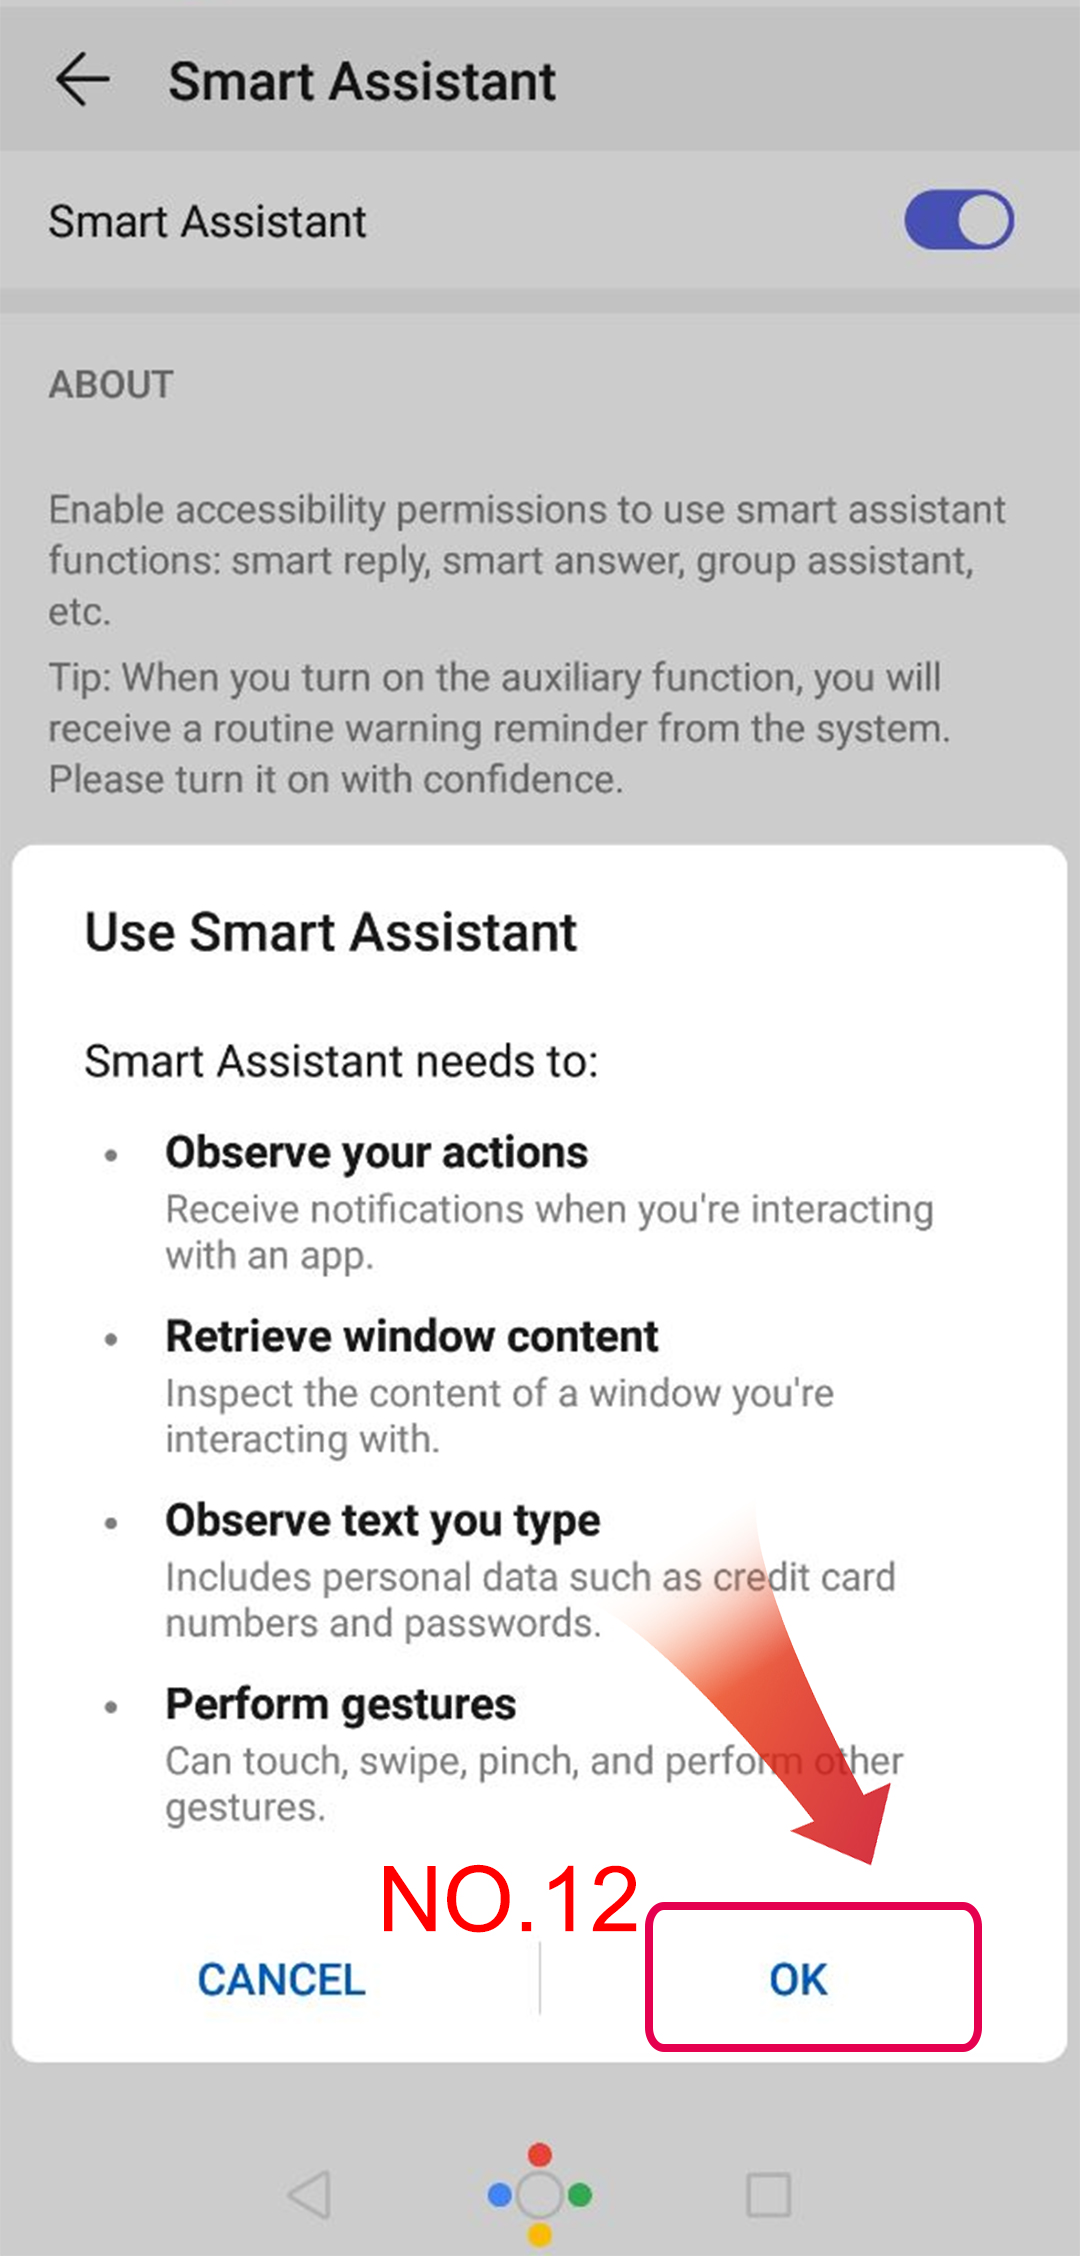 Smart Assistant
Smart Assistant
ABOUT
Enable accessibility permissions to use smart assistant
functions: smart reply, smart answer, group assistant,
etc.
Tip: When you turn on the auxiliary function, you will
receive a routine warning reminder from the system.
Please turn it on with confidence.
Use Smart Assistant
Smart Assistant needs to:
• Observe your actions
Receive notifications when you're interacting
with an app.
• Retrieve window content
Inspect the content of a window you're
interacting with.
• Observe text you type
Includes personal data such as credit card
numbers and passwords.
• Perform gestures
Can touch, swipe, pinch, and perform other
gestures.
NO.12
CANCEL
OK